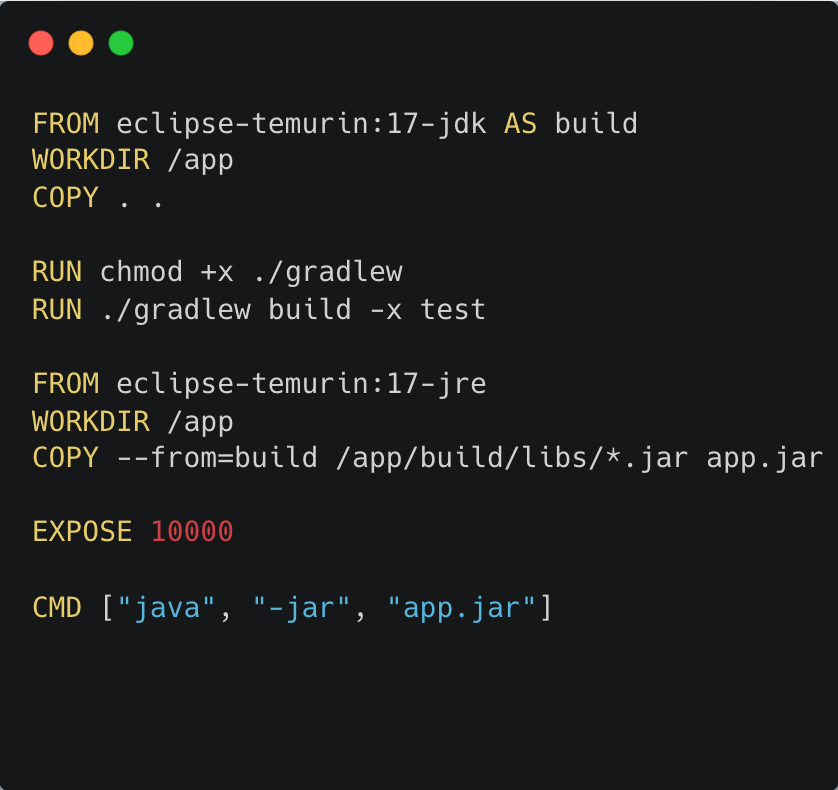 FROM eclipse-temurin:17-jdk AS build
WORKDIR /app
COPY . .
RUN chmod +x ./gradlew
RUN ./gradlew build -x test
FROM eclipse-temurin:17-jre
WORKDIR /app
COPY --from=build /app/build/libs/*.jar app.jar
EXPOSE 10000
CMD ["java", "-jar", "app.jar"]